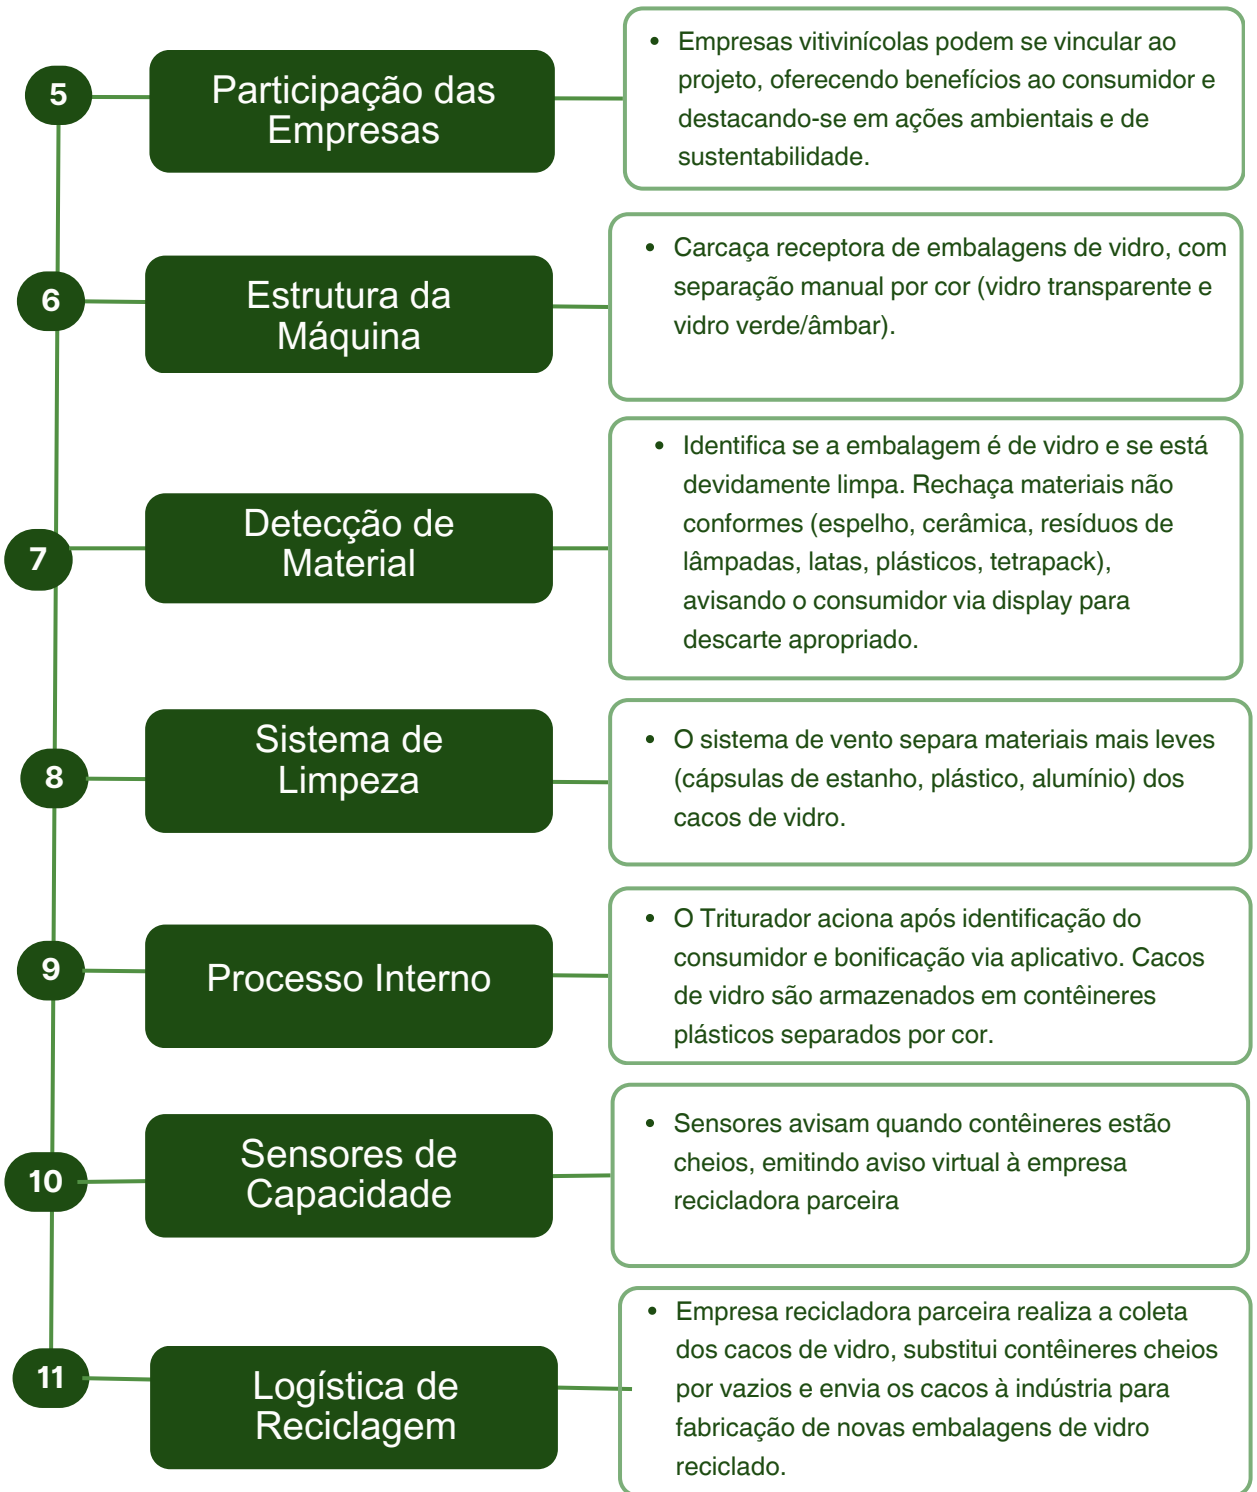 5
Participação das
Empresas
• Empresas vitivinícolas podem se vincular ao
projeto, oferecendo benefícios ao consumidor e
destacando-se em ações ambientais e de
sustentabilidade.
6
Estrutura da
Máquina
• Carcaça receptora de embalagens de vidro, com
separação manual por cor (vidro transparente e
vidro verde/âmbar).
7
Detecção de
Material
• Identifica se a embalagem é de vidro e se está
devidamente limpa. Rechaça materiais não
conformes (espelho, cerâmica, resíduos de
lâmpadas, latas, plásticos, tetrapack),
avisando o consumidor via display para
descarte apropriado.
8
Sistema de
Limpeza
• O sistema de vento separa materiais mais leves
(cápsulas de estanho, plástico, alumínio) dos
cacos de vidro.
9
Processo Interno
• O Triturador aciona após identificação do
consumidor e bonificação via aplicativo. Cacos
de vidro são armazenados em contêineres
plásticos separados por cor.
10
Sensores de
Capacidade
• Sensores avisam quando contêineres estão
cheios, emitindo aviso virtual à empresa
recicladora parceira
11
Logística de
Reciclagem
• Empresa recicladora parceira realiza a coleta
dos cacos de vidro, substitui contêineres cheios
por vazios e envia os cacos à indústria para
fabricação de novas embalagens de vidro
reciclado.